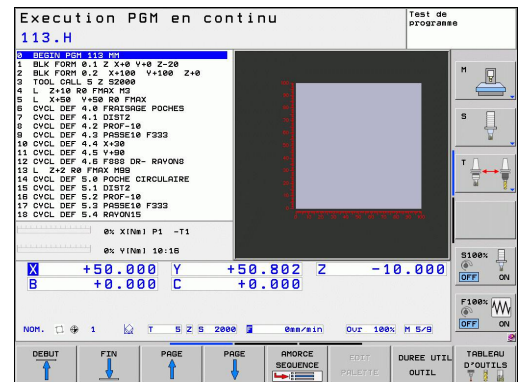 Execution PGM en continu
Test de programme
113.H
0 BEGIN PGM 113 MM
1 BLK FORM 0.1 Z X+0 Y+0 Z-20
2 BLK FORM 0.2 X+100 Y+100 Z+0
3 TOOL CALL 5 Z S2000
4 L Z+10 R0 FMAX M3
5 L X+50 Y+50 R0 FMAX
6 CYCL DEF 4.0 FRAISAGE POCHES
7 CYCL DEF 4.1 DIST2
8 CYCL DEF 4.2 PROF-10
9 CYCL DEF 4.3 PASSE10 F333
10 CYCL DEF 4.4 X+30
11 CYCL DEF 4.5 Y+90
12 CYCL DEF 4.6 F888 DR- RAYON8
13 L Z+2 R0 FMAX M99
14 CYCL DEF 5.0 POCHE CIRCULAIRE
15 CYCL DEF 5.1 DIST2
16 CYCL DEF 5.2 PROF-10
17 CYCL DEF 5.3 PASSE10 F333
18 CYCL DEF 5.4 RAYON15
0% X[Nm] P1 -T1
0% Y[Nm] 10:16
X +50.000 Y +50.802 Z -10.000
B +0.000 C +0.000
NOM. 1 T 5 Z S 2000 F 0mm/min Ovr 100% M 5/9
M
S
T
S100%
OFF ON
F100%
OFF ON
DEBUT
FIN
PAGE
PAGE
AMORCE SEQUENCE
EDIT PALETTE
DUREE UTIL OUTIL
TABLEAU D'OUTILS